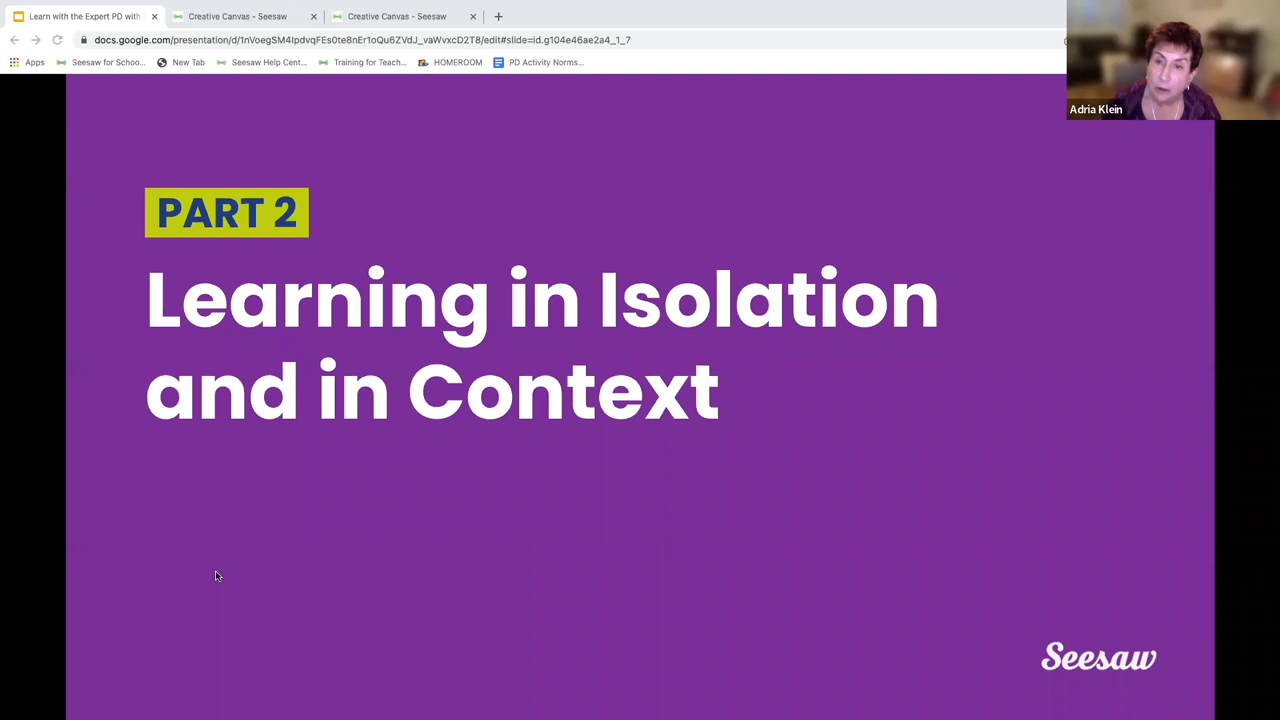 Learn with the Expert PD with
Creative Canvas - Seesaw
Creative Canvas - Seesaw
docs.google.com/presentation/d/1nVoegSM4IpdvqFEs0te8nEr1oQu6ZVdJ_vaWvxcD2T8/edit#slide=id.g104e46ae2a4_1_7
Apps
Seesaw for Schoo...
New Tab
Seesaw Help Cent...
Training for Teach...
HOMEROOM
PD Activity Norms...
Adria Klein
PART 2
Learning in Isolation
and in Context
Seesaw